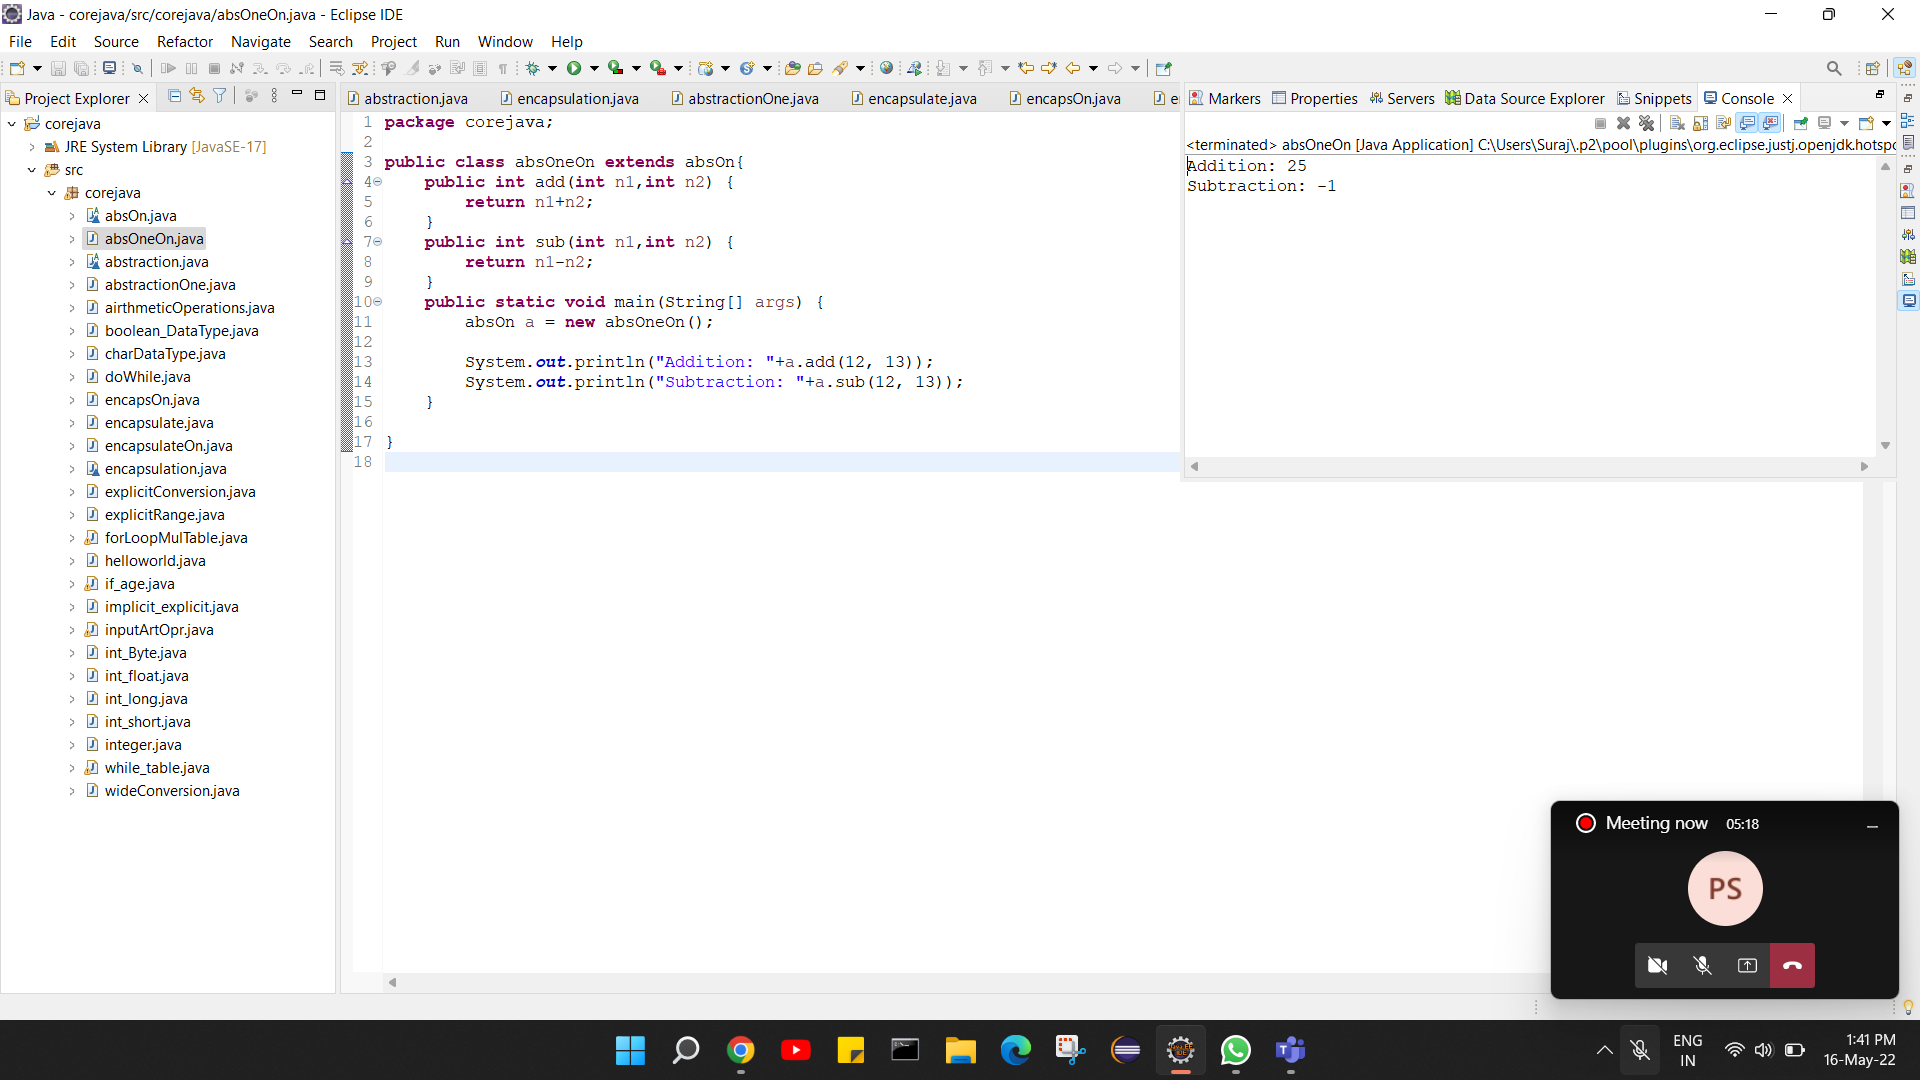 Java - corejava/src/corejava/absOneOn.java - Eclipse IDE
File Edit Source Refactor Navigate Search Project Run Window Help
Project Explorer
corejava
JRE System Library [JavaSE-17]
src
corejava
absOn.java
absOneOn.java
abstraction.java
abstractionOne.java
airthmeticOperations.java
boolean_DataType.java
charDataType.java
doWhile.java
encapsOn.java
encapsulate.java
encapsulateOn.java
encapsulation.java
explicitConversion.java
explicitRange.java
forLoopMulTable.java
helloworld.java
if_age.java
implicit_explicit.java
inputArtOpr.java
int_Byte.java
int_float.java
int_long.java
int_short.java
integer.java
while_table.java
wideConversion.java
abstraction.java encapsulation.java abstractionOne.java encapsulate.java encapsOn.java e
1 package corejava;
2
3 public class absOneOn extends absOn{
4 public int add(int n1,int n2) {
5 return n1+n2;
6 }
7 public int sub(int n1,int n2) {
8 return n1-n2;
9 }
10 public static void main(String[] args) {
11 absOn a = new absOneOn();
12
13 System.out.println("Addition: "+a.add(12, 13));
14 System.out.println("Subtraction: "+a.sub(12, 13));
15 }
16
17 }
18
Markers Properties Servers Data Source Explorer Snippets Console
<terminated> absOneOn [Java Application] C:\Users\Suraj\.p2\pool\plugins\org.eclipse.justj.openjdk.hotspo
Addition: 25
Subtraction: -1
Meeting now 05:18
PS
ENG
IN
1:41 PM
16-May-22